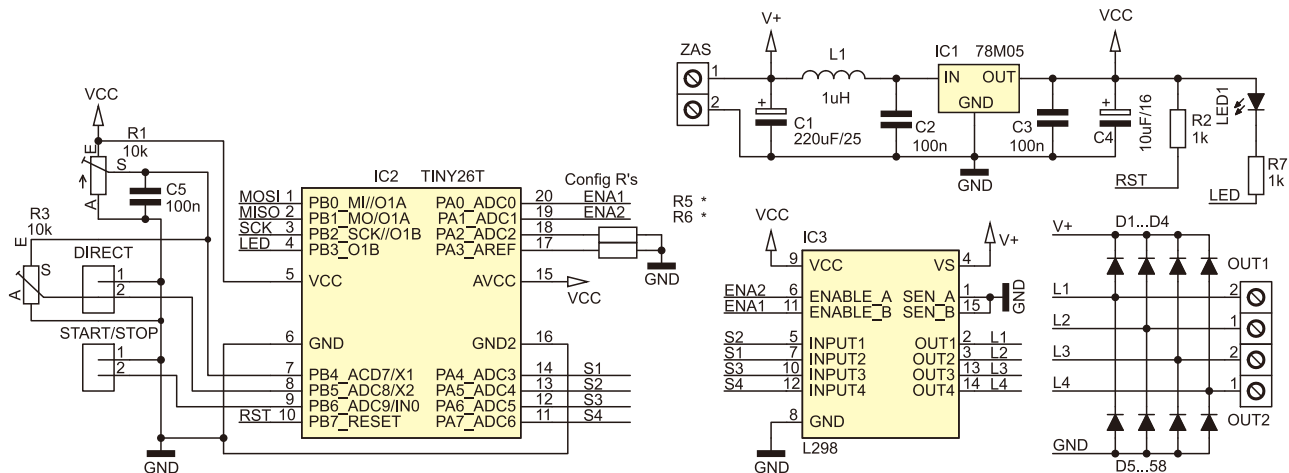 VCC
R1
10k
E
S
A
C5
100n
R3
10k
E
S
A
DIRECT
1
2
START/STOP
1
2
GND
IC2 TINY26T
MOSI 1 PB0_MI//O1A
MISO 2 PB1_MO/O1A
SCK 3 PB2_SCK//O1B
LED 4 PB3_O1B
5 VCC
6 GND
7 PB4_ACD7/X1
8 PB5_ADC8/X2
9 PB6_ADC9/IN0
RST 10 PB7_RESET
PA0_ADC0 20 ENA1
PA1_ADC1 19 ENA2
PA2_ADC2 18
PA3_AREF 17
AVCC 15 VCC
GND2 16
PA4_ADC3 14 S1
PA5_ADC4 13 S2
PA6_ADC5 12 S3
PA7_ADC6 11 S4
Config R's
R5 *
R6 *
GND
ZAS
1
2
V+
C1
220uF/25
L1
1uH
C2
100n
IC1 78M05
IN OUT
GND
GND
C3
100n
VCC
C4
10uF/16
R2
1k
RST
LED1
R7
1k
LED
VCC
IC3
V+
9 VCC
VS 4
ENA2 6 ENABLE_A
ENA1 11 ENABLE_B
SEN_A 1
SEN_B 15
GND
S2 5 INPUT1
S1 7 INPUT2
S3 10 INPUT3
S4 12 INPUT4
OUT1 2 L1
OUT2 3 L2
OUT3 13 L3
OUT4 14 L4
8 GND
GND
L298
V+
D1...D4
OUT1
L1
2
L2
1
L3
2
L4
1
OUT2
GND
D5...58